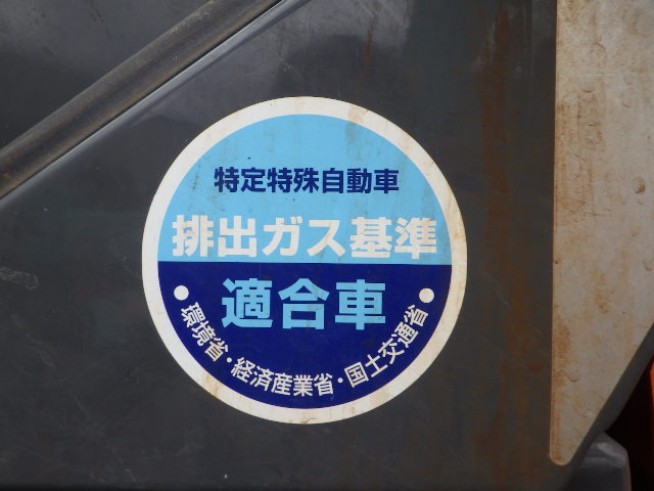 特定特殊自動車
排出ガス基準
適合車
●環境省・経済産業省・国土交通省●